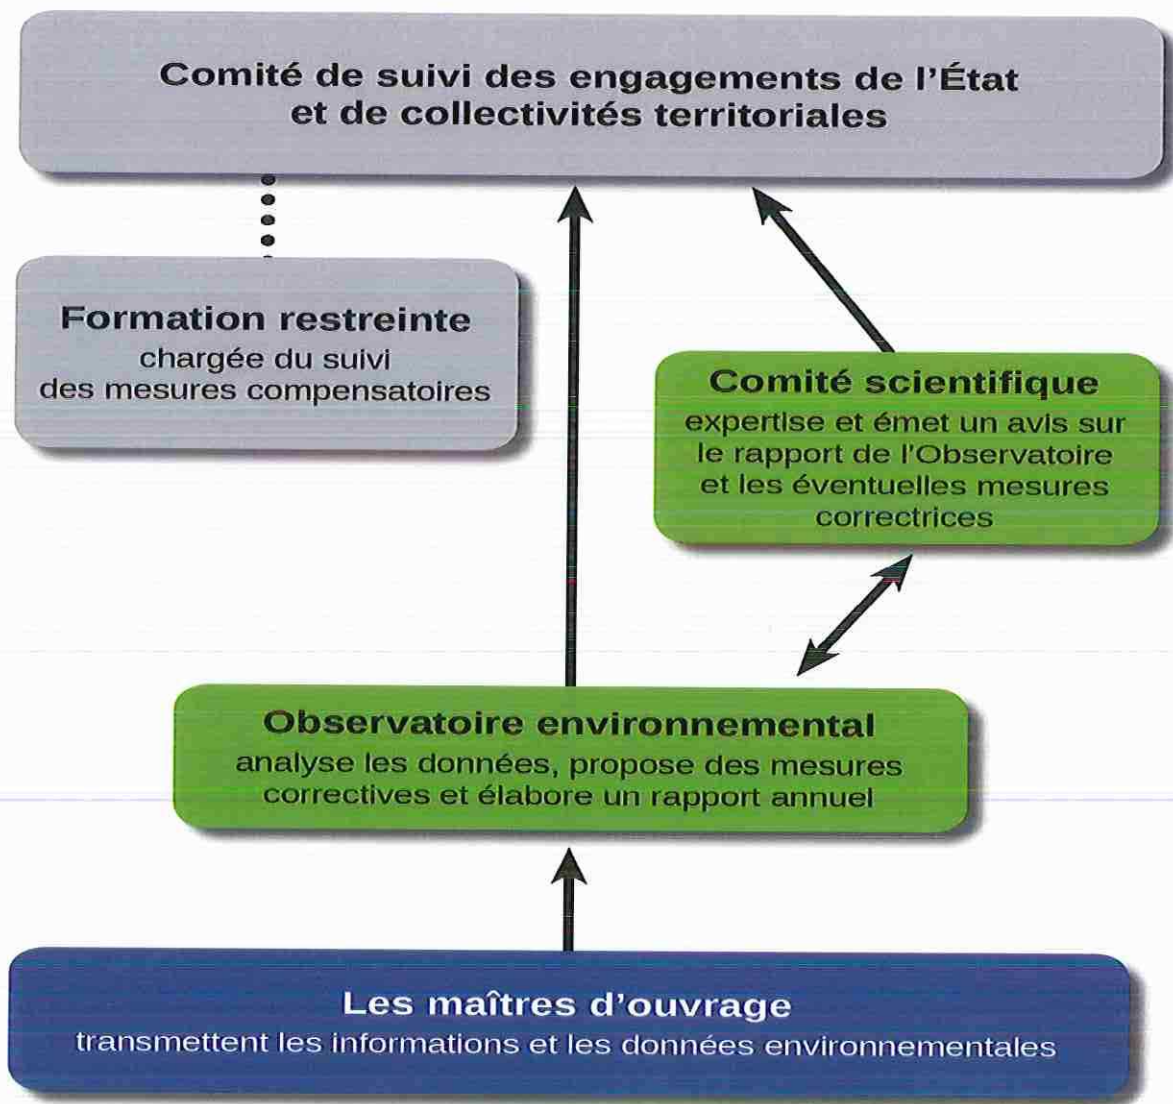 Comité de suivi des engagements de l’État
et de collectivités territoriales
Formation restreinte
chargée du suivi
des mesures compensatoires
Comité scientifique
expertise et émet un avis sur
le rapport de l'Observatoire
et les éventuelles mesures
correctrices
Observatoire environnemental
analyse les données, propose des mesures
correctives et élabore un rapport annuel
Les maîtres d’ouvrage
transmettent les informations et les données environnementales